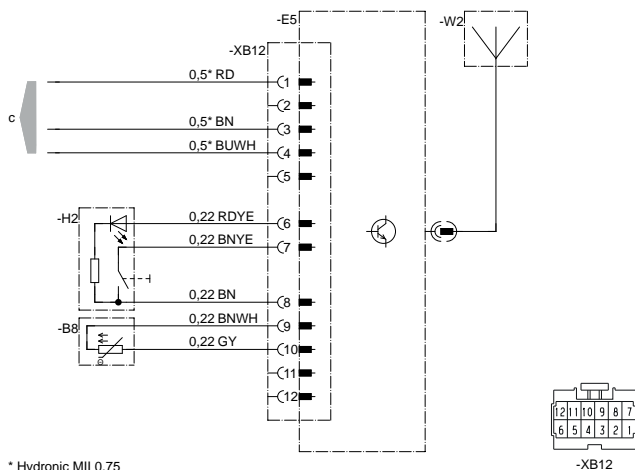 -E5
-W2
-XB12
0,5* RD
1
2
c
0,5* BN
3
0,5* BUWH
4
5
-H2
0,22 RDYE
6
0,22 BNYE
7
0,22 BN
8
-B8
0,22 BNWH
9
0,22 GY
10
11
12
12 11 10 9 8 7
6 5 4 3 2 1
-XB12
* Hydronic MII 0,75